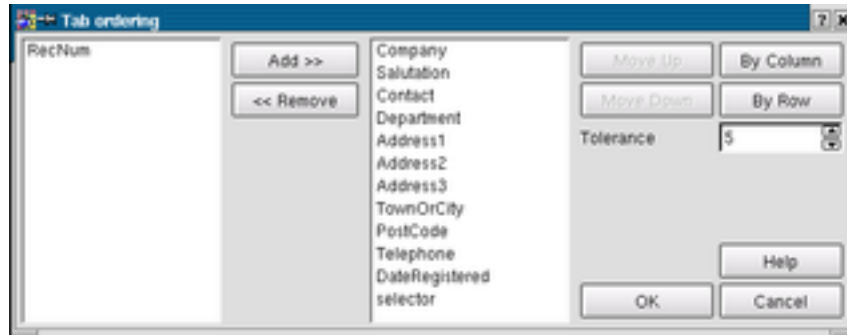 Tab ordering
RecNum
Add >>
<< Remove
Company
Salutation
Contact
Department
Address1
Address2
Address3
TownOrCity
PostCode
Telephone
DateRegistered
selector
Move Up
By Column
Move Down
By Row
Tolerance
5
Help
OK
Cancel